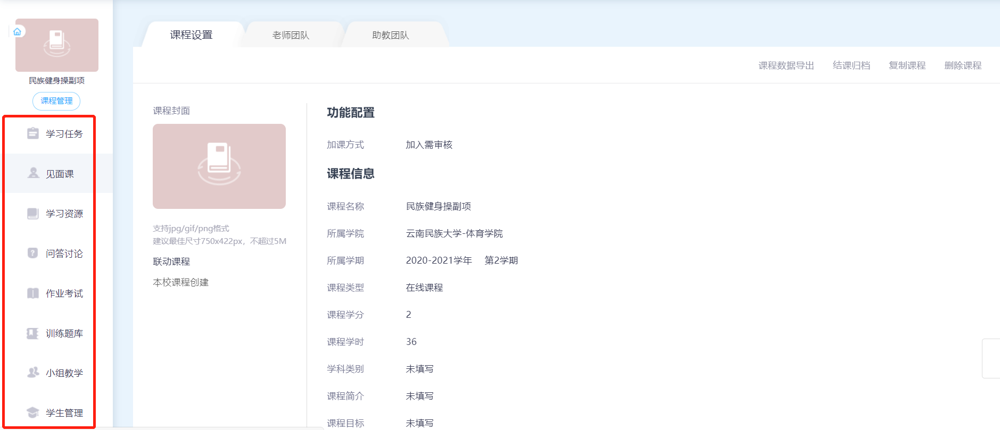 民族健身操副项
课程管理
学习任务
见面课
学习资源
问答讨论
作业考试
训练题库
小组教学
学生管理
课程设置
老师团队
助教团队
课程数据导出
结课归档
复制课程
删除课程
课程封面
支持jpg/gif/png格式
建议最佳尺寸750x422px，不超过5M
联动课程
本校课程创建
功能配置
加课方式 加入需审核
课程信息
课程名称 民族健身操副项
所属学院 云南民族大学-体育学院
所属学期 2020-2021学年 第2学期
课程类型 在线课程
课程学分 2
课程学时 36
学科类别 未填写
课程简介 未填写
课程目标 未填写